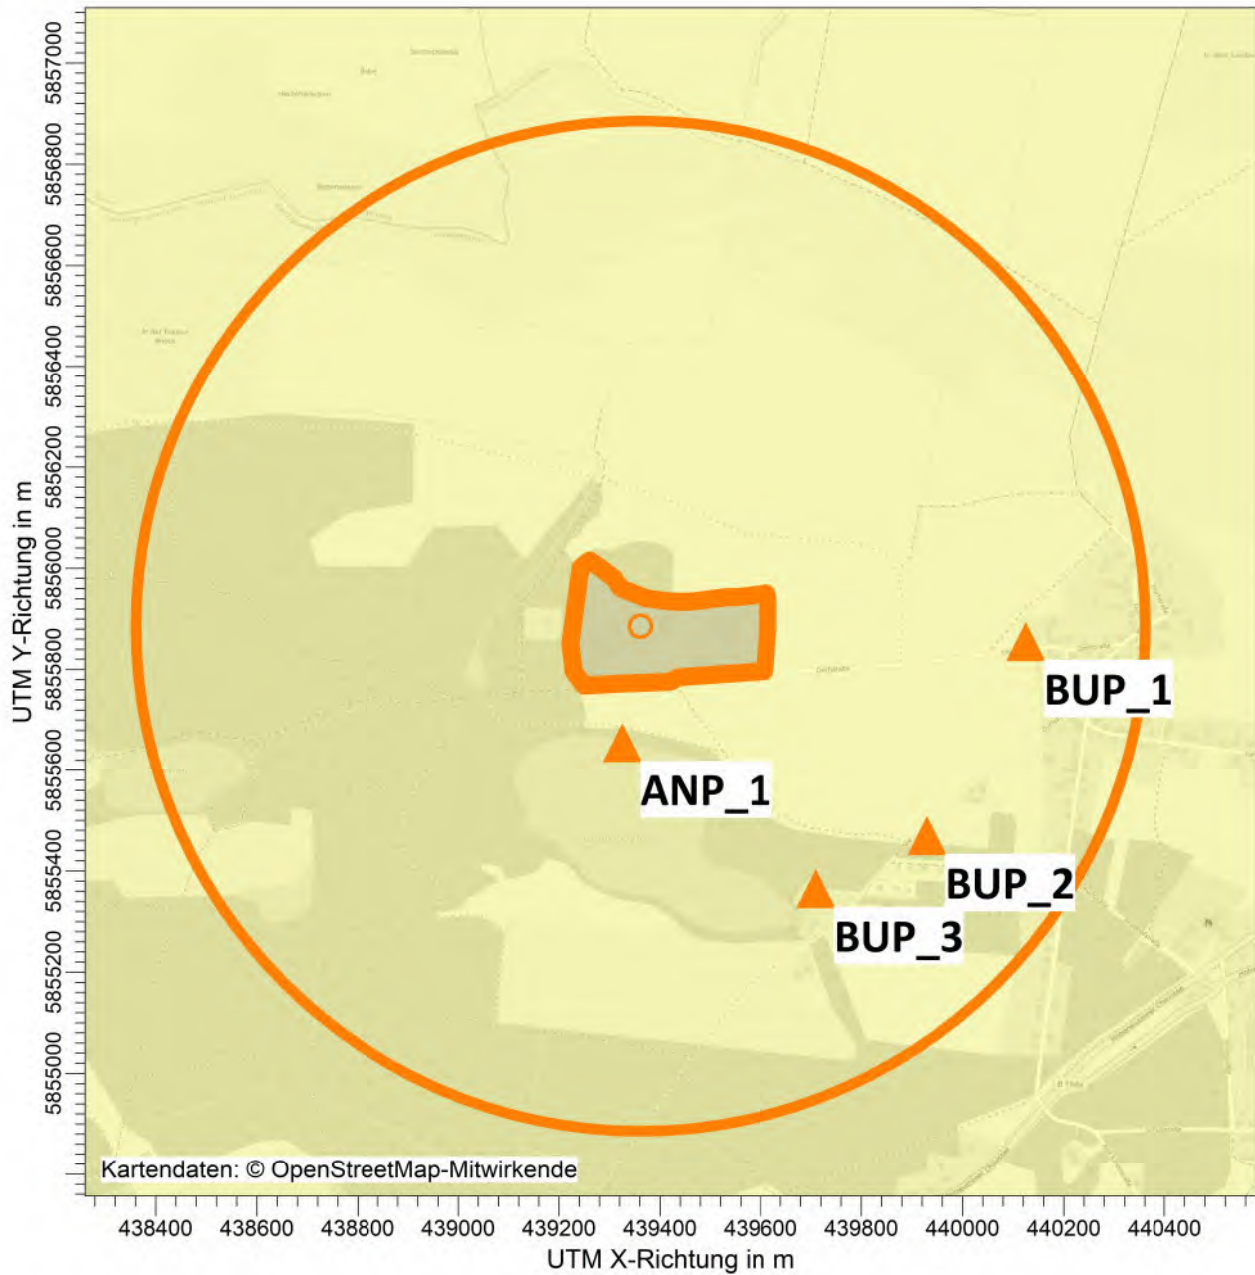 UTM Y-Richtung in m
5857000
5856800
5856600
5856400
5856200
5856000
5855800
5855600
5855400
5855200
5855000
BUP_1
ANP_1
BUP_2
BUP_3
Kartendaten: © OpenStreetMap-Mitwirkende
438400 438600 438800 439000 439200 439400 439600 439800 440000 440200 440400
UTM X-Richtung in m